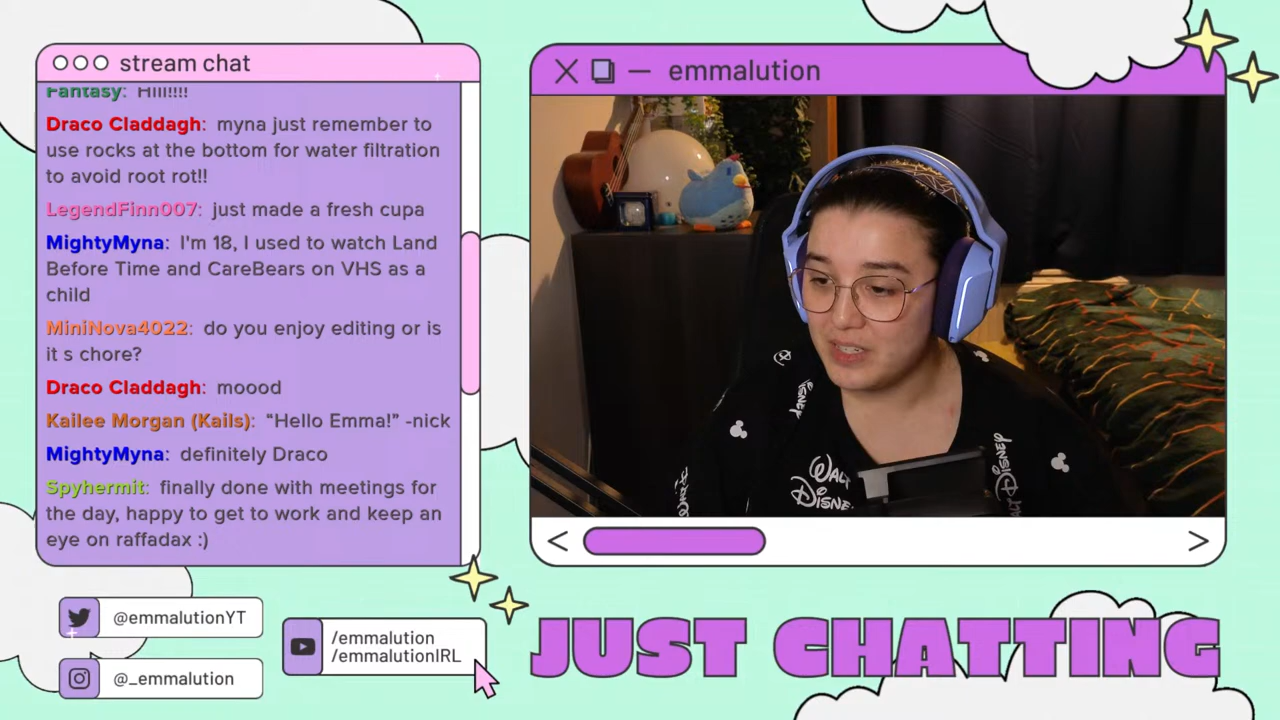 stream chat
Fantasy: Hiii!!!!
Draco Claddagh: myna just remember to
use rocks at the bottom for water filtration
to avoid root rot!!
LegendFinn007: just made a fresh cupa
MightyMyna: I'm 18, I used to watch Land
Before Time and CareBears on VHS as a
child
MiniNova4022: do you enjoy editing or is
it s chore?
Draco Claddagh: moood
Kailee Morgan (Kails): "Hello Emma!" -nick
MightyMyna: definitely Draco
Spyhermit: finally done with meetings for
the day, happy to get to work and keep an
eye on raffadax :)
emmalution
DISNEY
WALT
DISNEY
DISNEY
@emmalutionYT
@_emmalution
/emmalution
/emmalutionIRL
JUST CHATTING